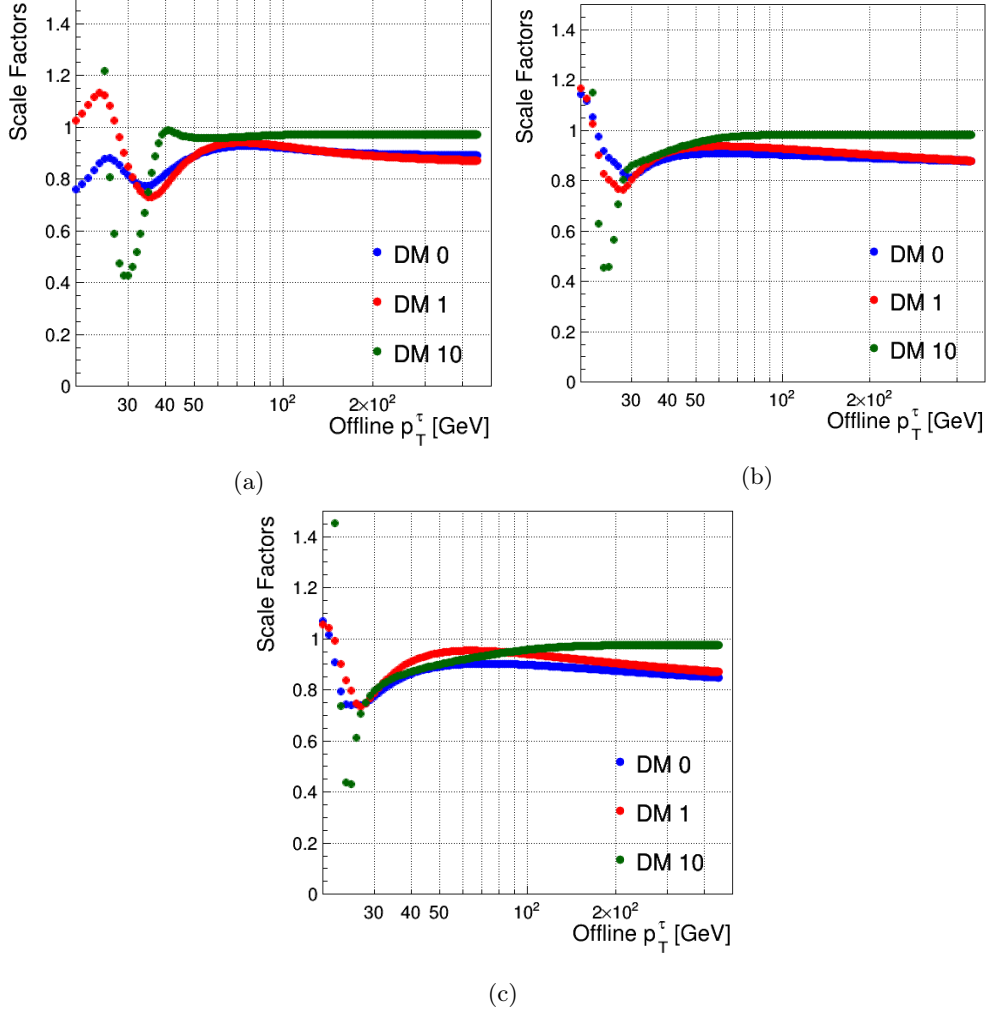 Scale Factors
1.4
1.2
1
0.8
0.6
0.4
0.2
0
DM 0
DM 1
DM 10
30 40 50 10² 2×10²
Offline p_T^τ [GeV]
(a)
Scale Factors
1.4
1.2
1
0.8
0.6
0.4
0.2
0
DM 0
DM 1
DM 10
30 40 50 10² 2×10²
Offline p_T^τ [GeV]
(b)
Scale Factors
1.4
1.2
1
0.8
0.6
0.4
0.2
0
DM 0
DM 1
DM 10
30 40 50 10² 2×10²
Offline p_T^τ [GeV]
(c)